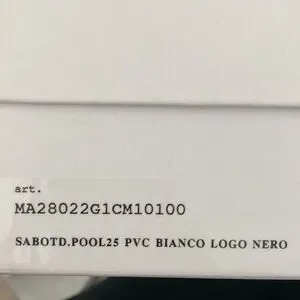 art.
MA28022G1CM10100
SABOTD.POOL25 PVC BIANCO LOGO NERO